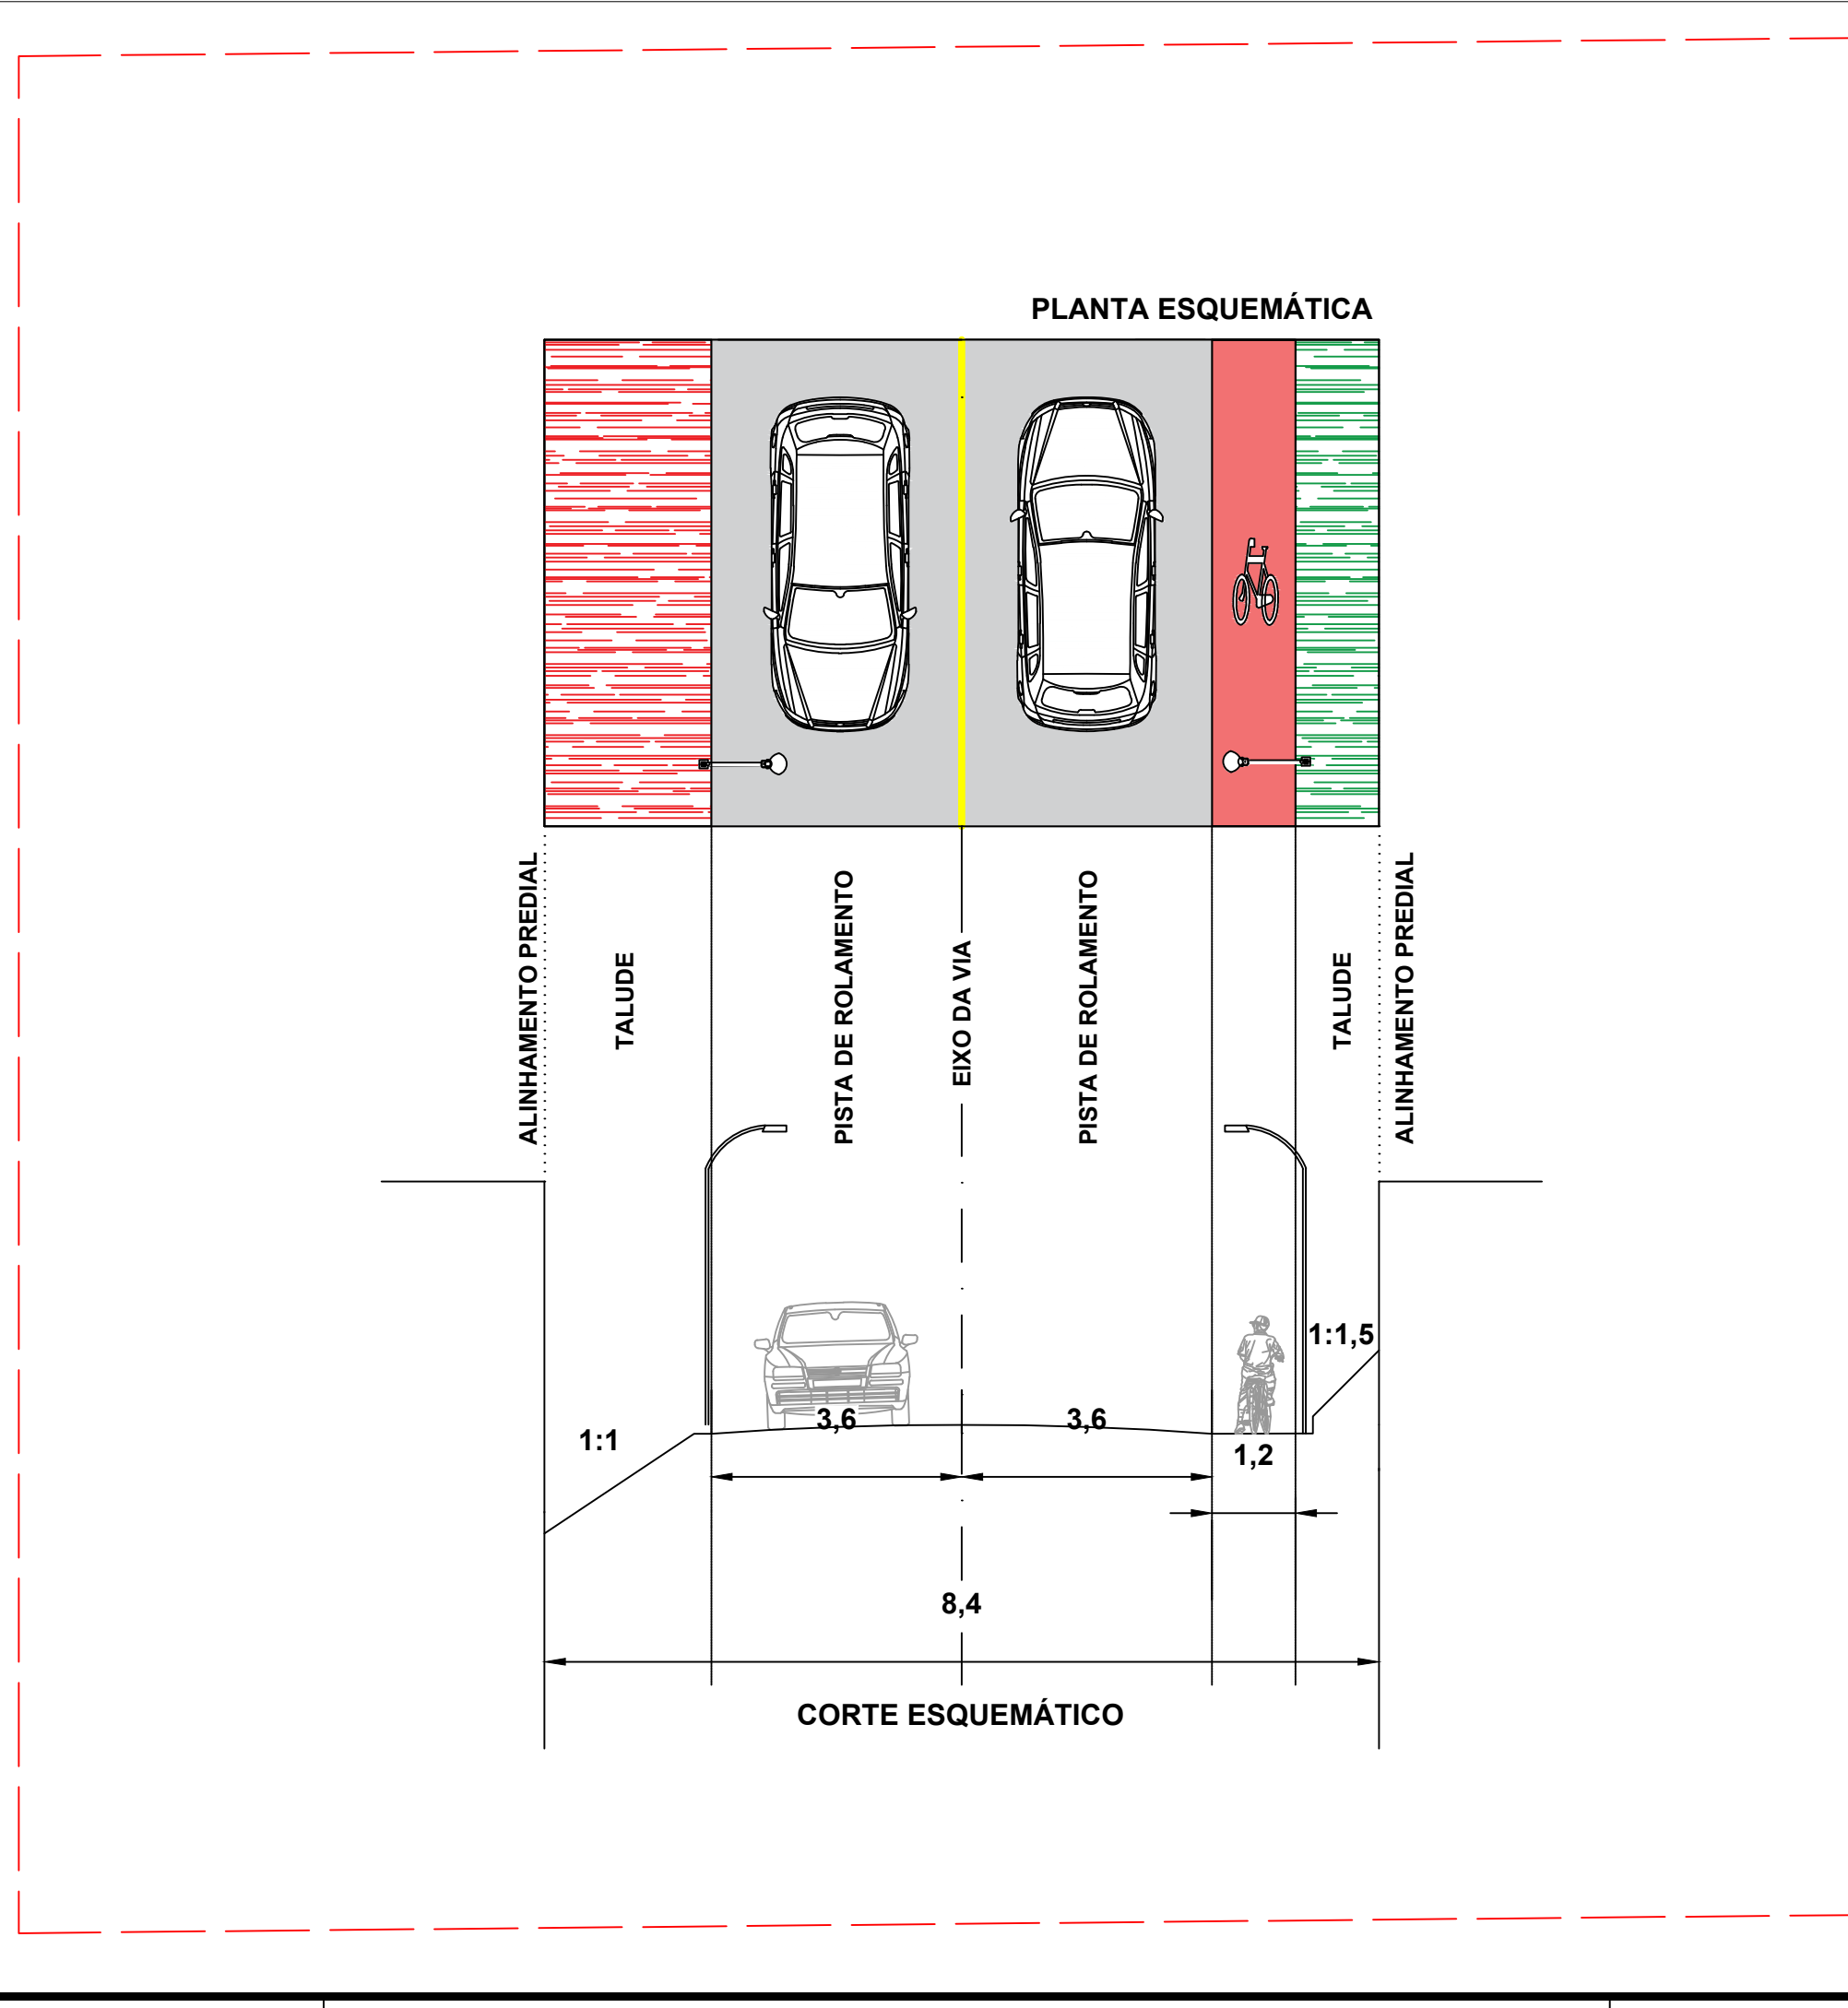 PLANTA ESQUEMÁTICA
ALINHAMENTO PREDIAL
TALUDE
PISTA DE ROLAMENTO
EIXO DA VIA
PISTA DE ROLAMENTO
TALUDE
ALINHAMENTO PREDIAL
1:1,5
1:1
3,6
3,6
1,2
8,4
CORTE ESQUEMÁTICO